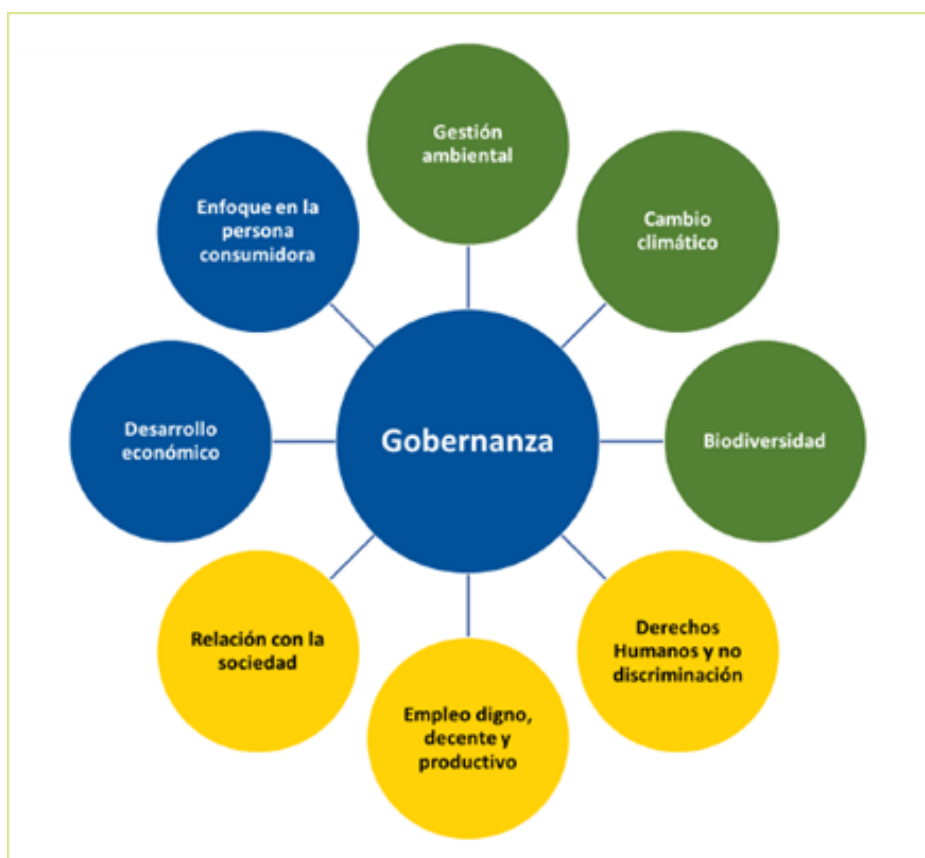 Gestión
ambiental
Cambio
climático
Biodiversidad
Derechos
Humanos y no
discriminación
Empleo digno,
decente y
productivo
Relación con la
sociedad
Desarrollo
económico
Enfoque en la
persona
consumidora
Gobernanza